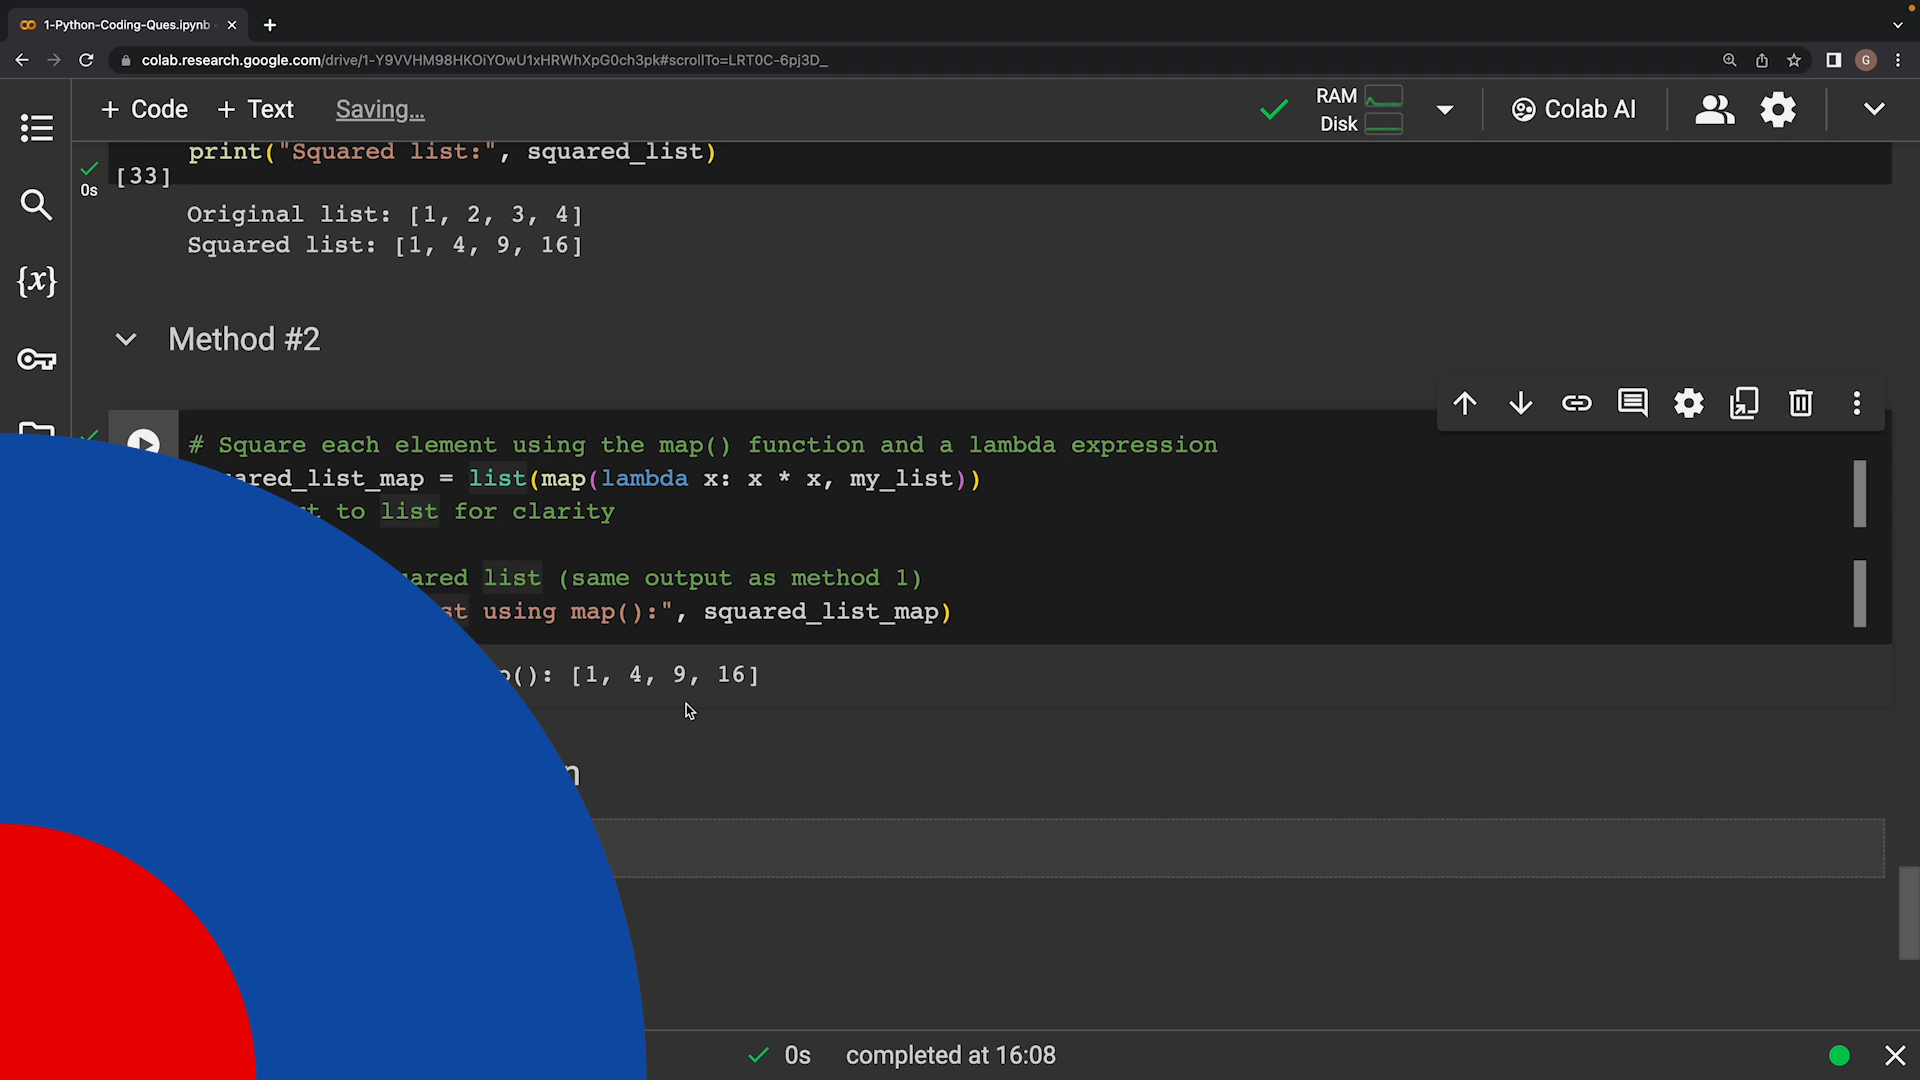 1-Python-Coding-Ques.ipynb
colab.research.google.com/drive/1-Y9VVHM98HKOiYOwU1xHRWhXpG0ch3pk#scrollTo=LRT0C-6pj3D_
G
+ Code + Text Saving…
RAM
Disk
Colab AI
print("Squared list:", squared_list)
[33]
0s
Original list: [1, 2, 3, 4]
Squared list: [1, 4, 9, 16]
{x}
Method #2
# Square each element using the map() function and a lambda expression
ared_list_map = list(map(lambda x: x * x, my_list))
to list for clarity
ared list (same output as method 1)
st using map():", squared_list_map)
(): [1, 4, 9, 16]
n
0s completed at 16:08